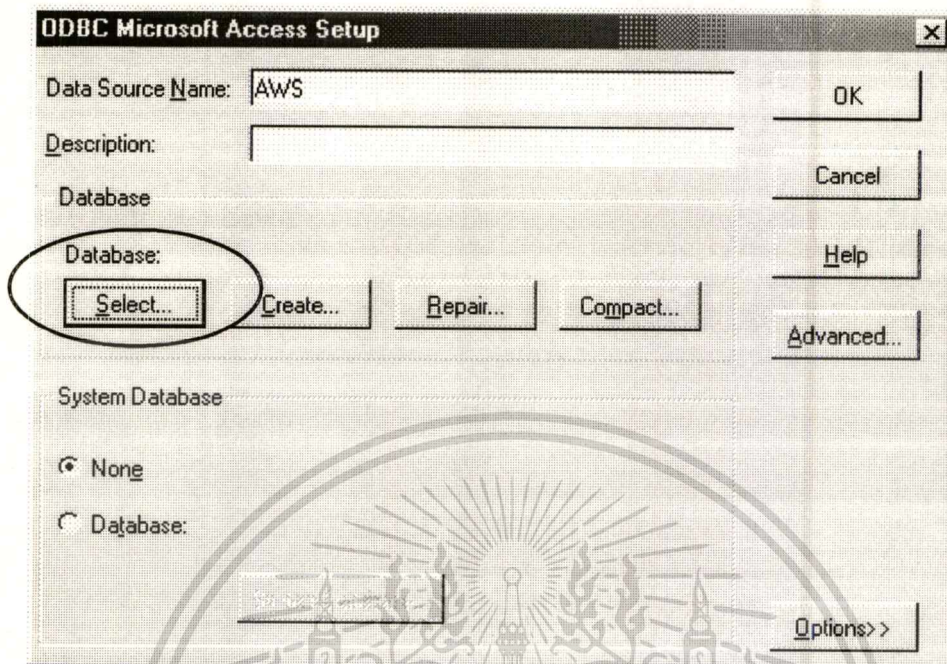 ODBC Microsoft Access Setup
Data Source Name: AWS
OK
Description:
Cancel
Database
Database:
Help
Select... Create... Repair... Compact...
Advanced...
System Database
None
Database:
Options>>